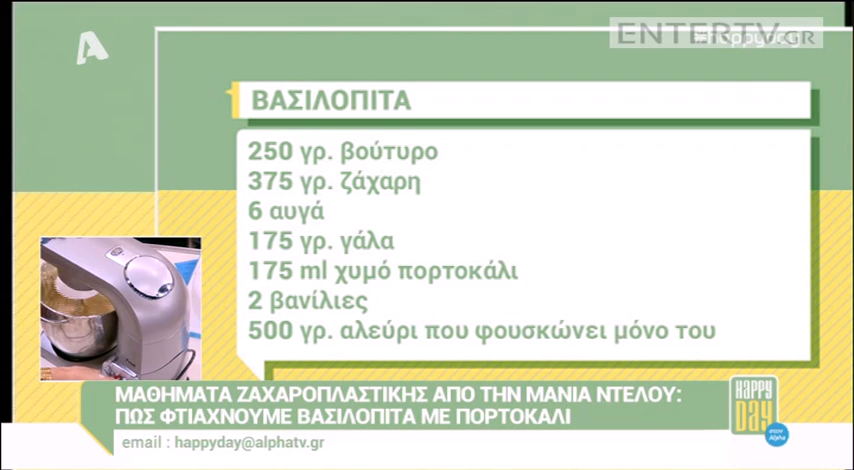 ENTERTV.GR
ΒΑΣΙΛΟΠΙΤΑ
250 γρ. βούτυρο
375 γρ. ζάχαρη
6 αυγά
175 γρ. γάλα
175 ml χυμό πορτοκάλι
2 βανίλιες
500 γρ. αλεύρι που φουσκώνει μόνο του
ΜΑΘΗΜΑΤΑ ΖΑΧΑΡΟΠΛΑΣΤΙΚΗΣ ΑΠΟ ΤΗΝ ΜΑΝΙΑ ΝΤΕΛΟΥ:
ΠΩΣ ΦΤΙΑΧΝΟΥΜΕ ΒΑΣΙΛΟΠΙΤΑ ΜΕ ΠΟΡΤΟΚΑΛΙ
email : happyday@alphatv.gr
HAPPY
DAY
στον
Alpha